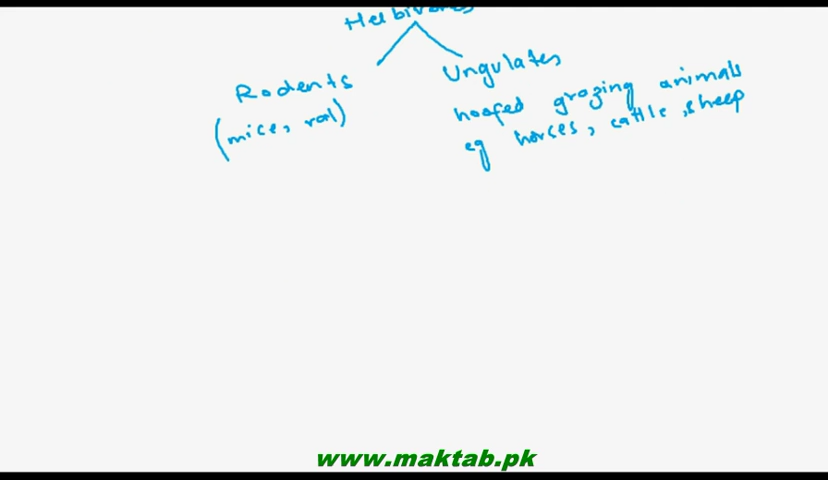 Herbivores
Rodents
(mice, rat)
Ungulates
hoofed grazing animals
eg horses, cattle, sheep
www.maktab.pk